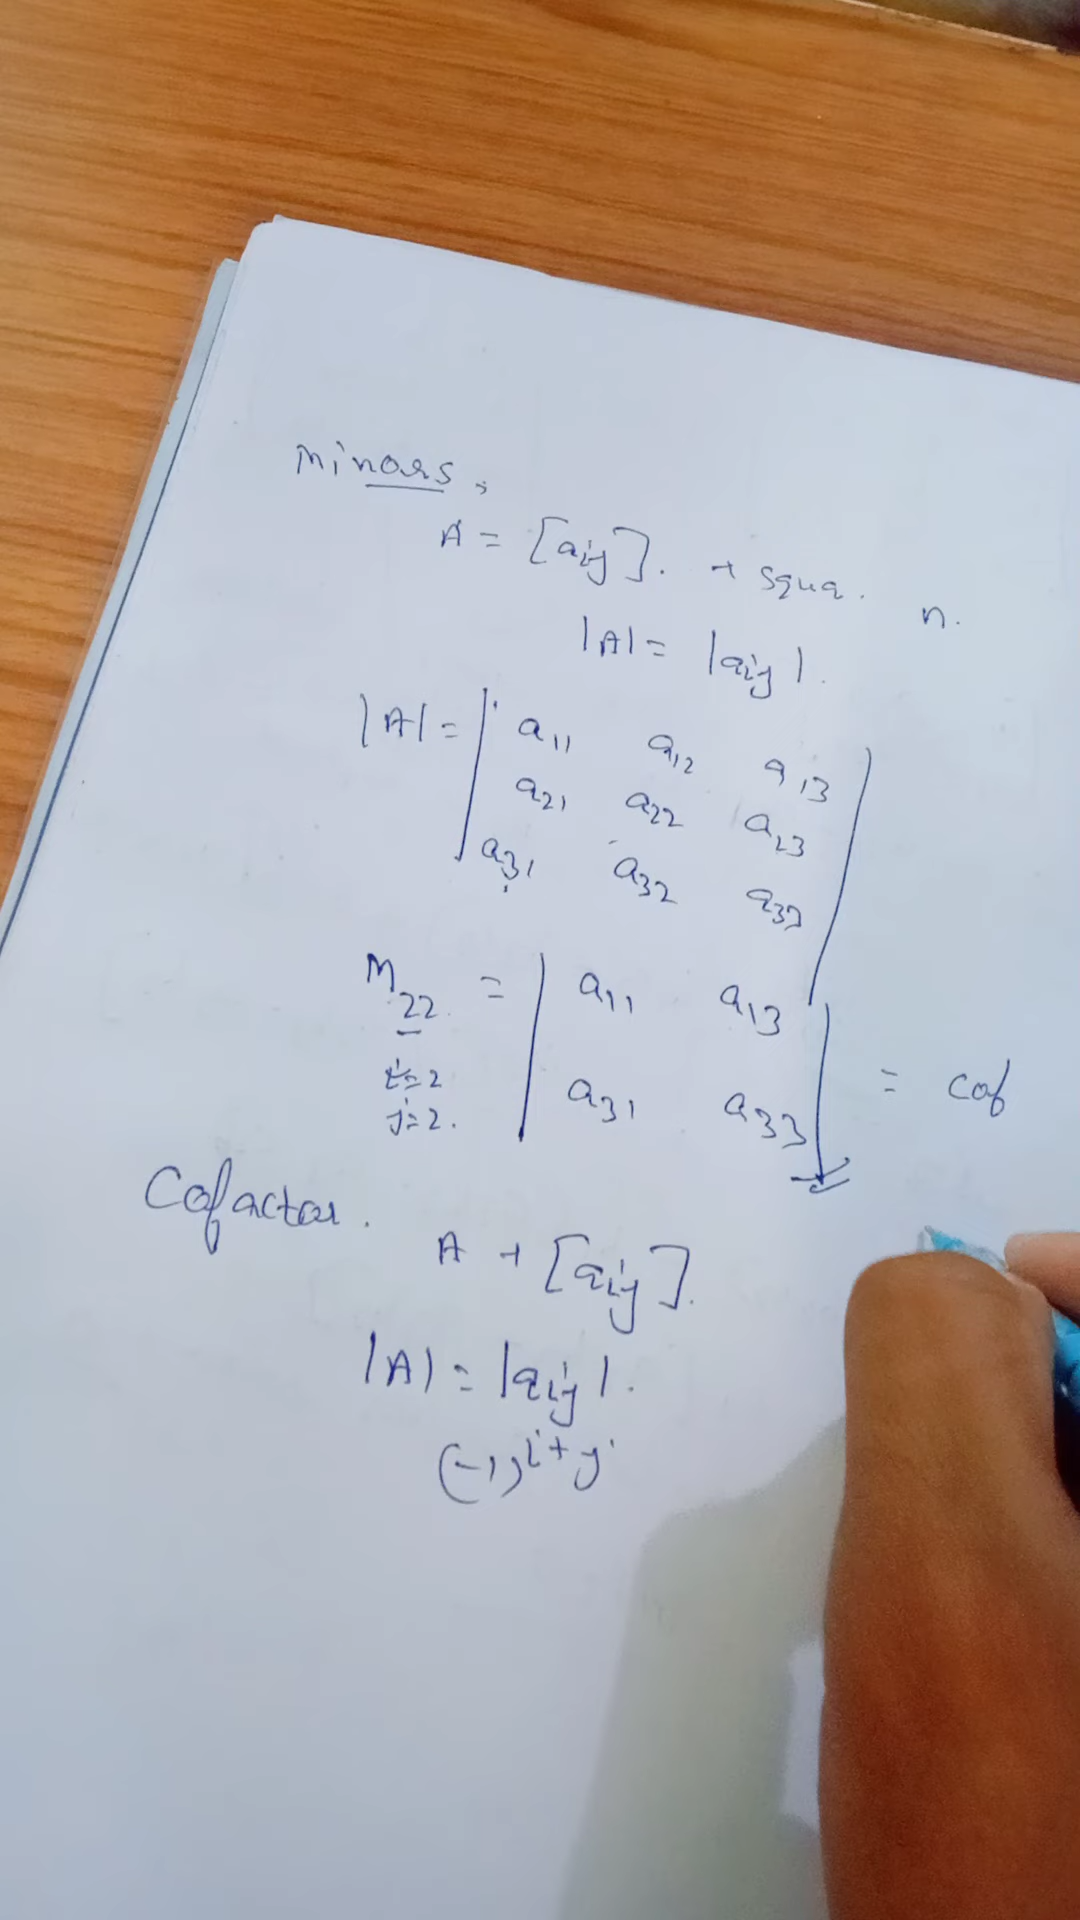 Minors,
A = [aij]. → squa. n.
|A| = |aij|.
|A| = | a11 a12 a13
a21 a22 a23
a31 a32 a33 |
M22 = | a11 a13
i=2
a31 a33 | = cof
j=2.
Cofactor.
A → [aij].
|A| = |aij|.
(-1)i+j